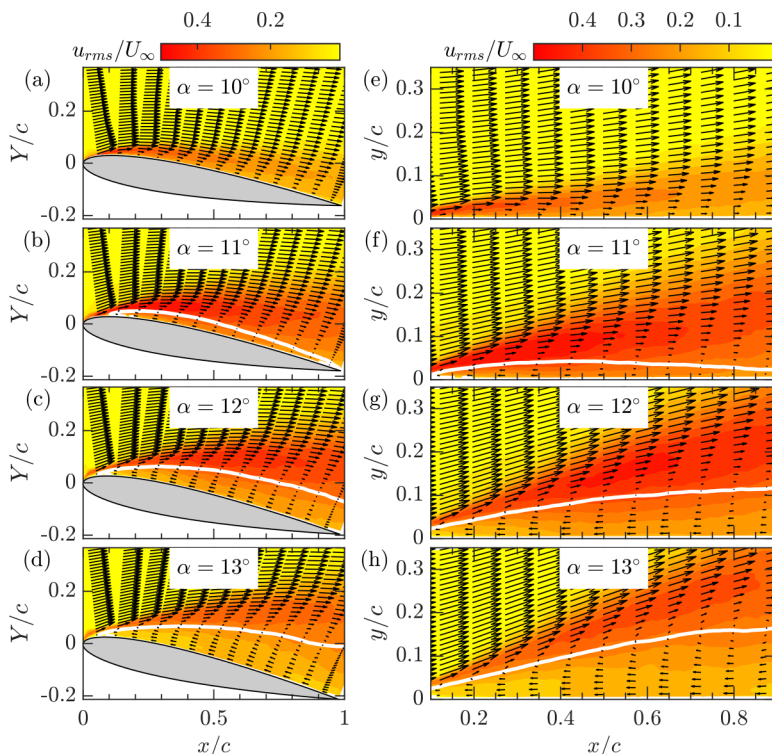 0.4 0.2 0.4 0.3 0.2 0.1
u_rms/U_∞ u_rms/U_∞
(a) α = 10° (e) α = 10°
0.2 0.3
Y/c y/c
0 0.2
0.1
-0.2 0
(b) α = 11° (f) α = 11°
0.2 0.3
Y/c y/c
0 0.2
0.1
-0.2 0
(c) α = 12° (g) α = 12°
0.2 0.3
Y/c y/c
0 0.2
0.1
-0.2 0
(d) α = 13° (h) α = 13°
0.2 0.3
Y/c y/c
0 0.2
0.1
-0.2 0
0 0.5 1 0.2 0.4 0.6 0.8
x/c x/c